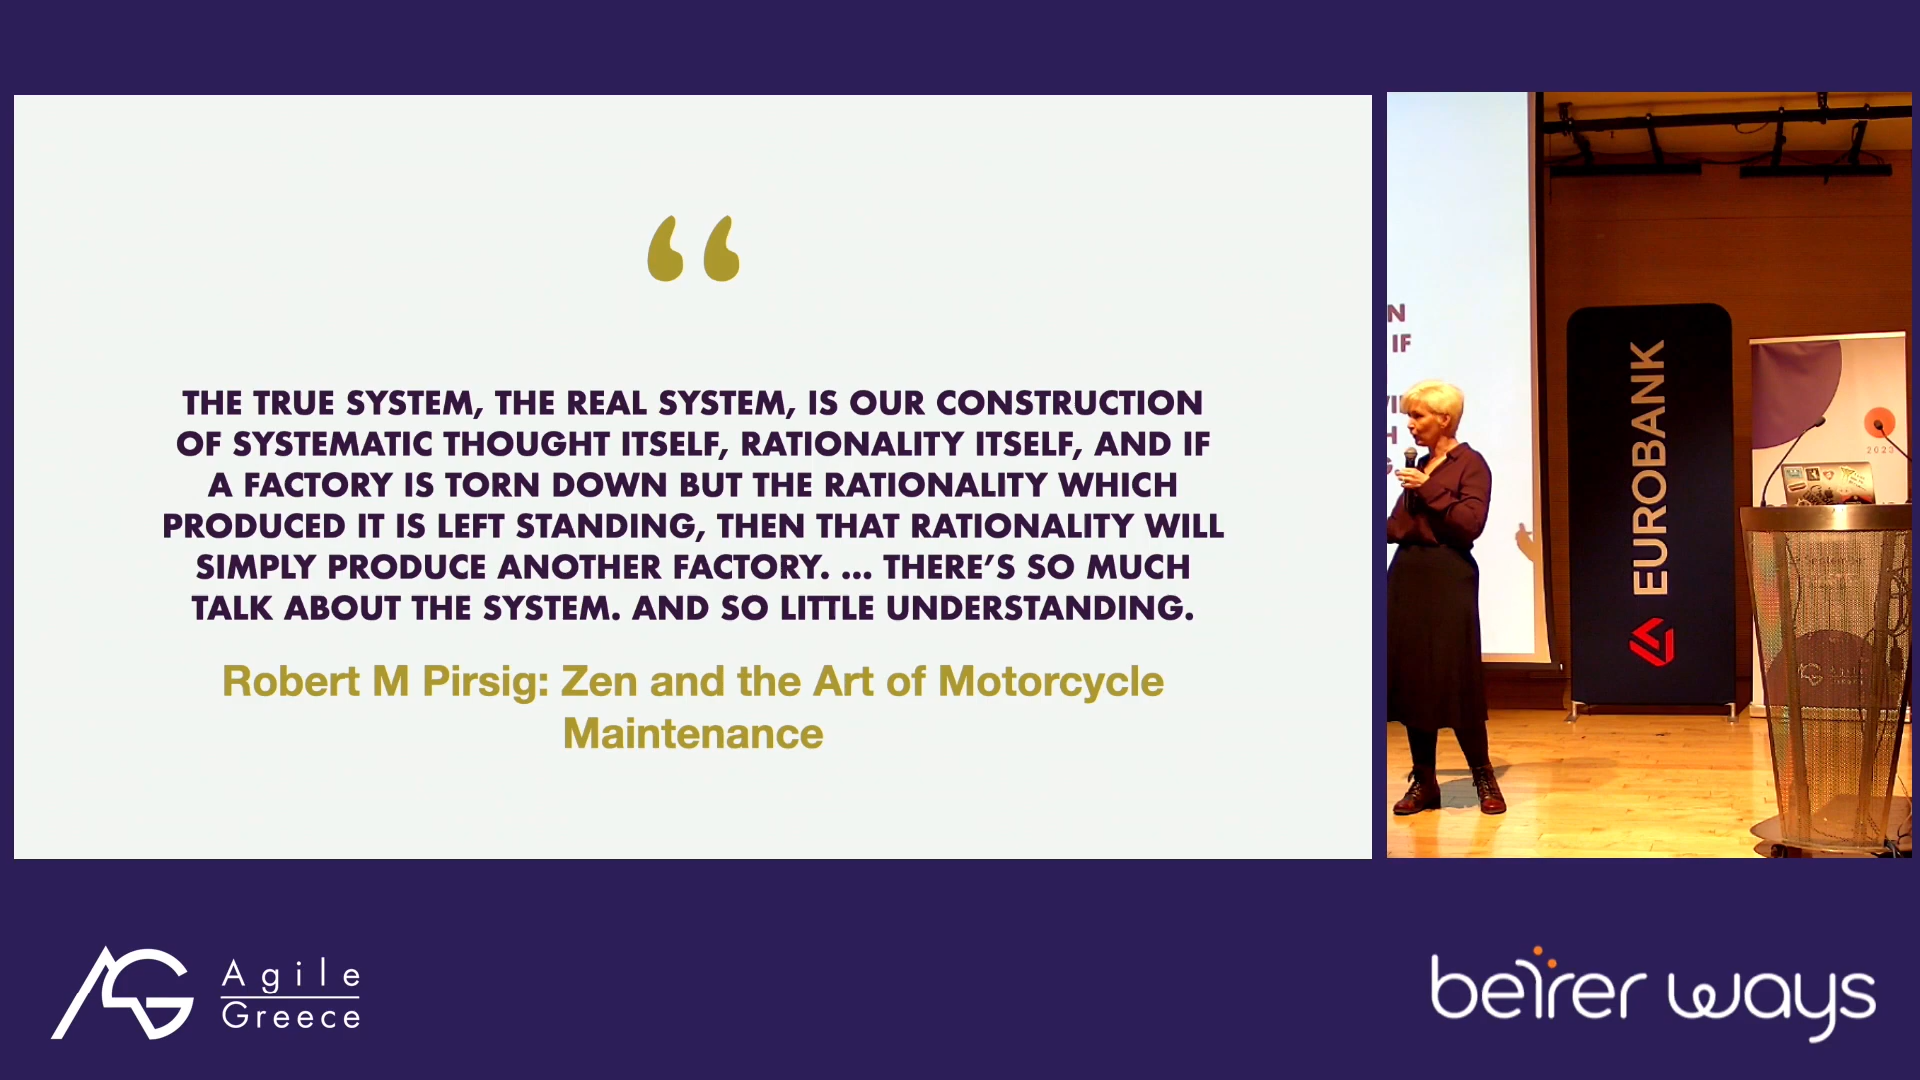 “
THE TRUE SYSTEM, THE REAL SYSTEM, IS OUR CONSTRUCTION
OF SYSTEMATIC THOUGHT ITSELF, RATIONALITY ITSELF, AND IF
A FACTORY IS TORN DOWN BUT THE RATIONALITY WHICH
PRODUCED IT IS LEFT STANDING, THEN THAT RATIONALITY WILL
SIMPLY PRODUCE ANOTHER FACTORY. ... THERE’S SO MUCH
TALK ABOUT THE SYSTEM. AND SO LITTLE UNDERSTANDING.
Robert M Pirsig: Zen and the Art of Motorcycle
Maintenance
N
IF
EUROBANK
2023
Agile
Greece
better ways